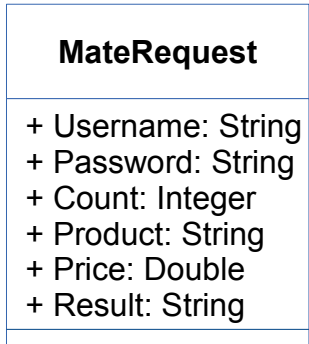 MateRequest
+ Username: String
+ Password: String
+ Count: Integer
+ Product: String
+ Price: Double
+ Result: String